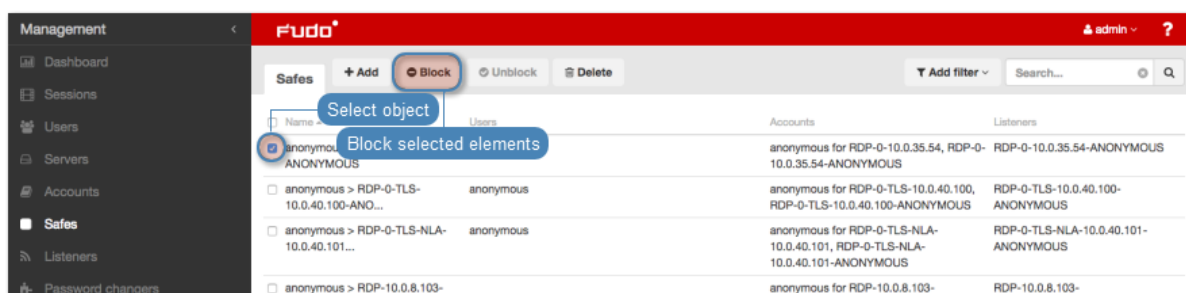 Management
FUDO
admin
?
Dashboard
Sessions
Users
Servers
Accounts
Safes
Listeners
Password changers
Safes
+ Add
Block
Unblock
Delete
Add filter
Search...
Select object
Block selected elements
Name
Users
Accounts
Listeners
anonymou
ANONYMOUS
anonymous for RDP-0-10.0.35.54, RDP-0-
10.0.35.54-ANONYMOUS
RDP-0-10.0.35.54-ANONYMOUS
anonymous > RDP-0-TLS-
10.0.40.100-ANO...
anonymous
anonymous for RDP-0-TLS-10.0.40.100,
RDP-0-TLS-10.0.40.100-ANONYMOUS
RDP-0-TLS-10.0.40.100-
ANONYMOUS
anonymous > RDP-0-TLS-NLA-
10.0.40.101...
anonymous
anonymous for RDP-0-TLS-NLA-
10.0.40.101, RDP-0-TLS-NLA-
10.0.40.101-ANONYMOUS
RDP-0-TLS-NLA-10.0.40.101-
ANONYMOUS
anonymous > RDP-10.0.8.103-
anonymous for RDP-10.0.8.103-
RDP-10.0.8.103-